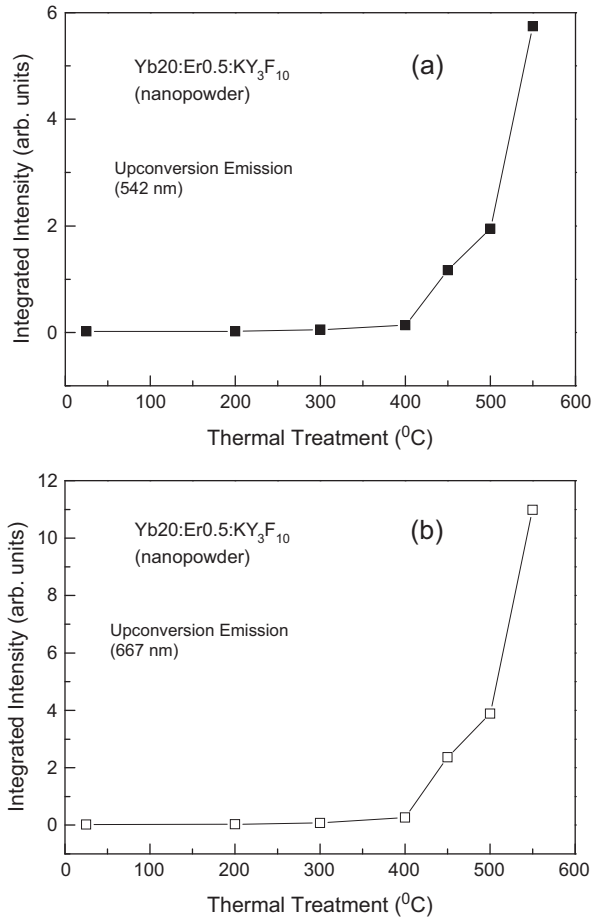 6
4
2
0
Integrated Intensity (arb. units)
Yb20:Er0.5:KY₃F₁₀
(nanopowder)
(a)
Upconversion Emission
(542 nm)
0 100 200 300 400 500 600
Thermal Treatment (⁰C)
12
10
8
6
4
2
0
Integrated Intensity (arb. units)
Yb20:Er0.5:KY₃F₁₀
(nanopowder)
(b)
Upconversion Emission
(667 nm)
0 100 200 300 400 500 600
Thermal Treatment (⁰C)